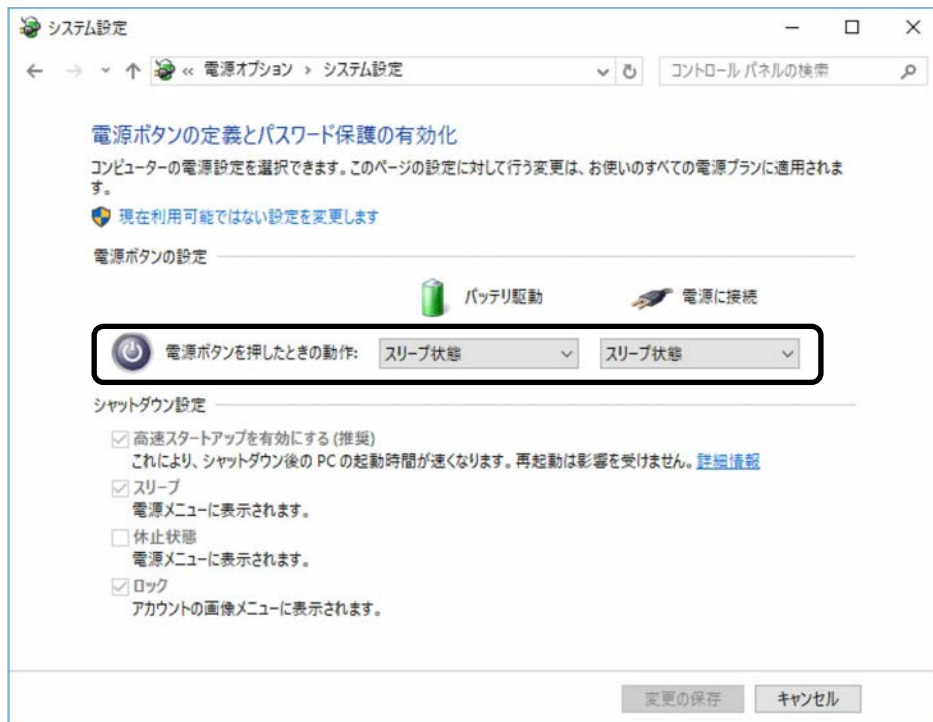 システム設定
« 電源オプション › システム設定
コントロール パネルの検索
電源ボタンの定義とパスワード保護の有効化
コンピューターの電源設定を選択できます。このページの設定に対して行う変更は、お使いのすべての電源プランに適用されま
す。
現在利用可能ではない設定を変更します
電源ボタンの設定
バッテリ駆動 電源に接続
電源ボタンを押したときの動作: スリープ状態 スリープ状態
シャットダウン設定
高速スタートアップを有効にする (推奨)
これにより、シャットダウン後の PC の起動時間が速くなります。再起動は影響を受けません。詳細情報
スリープ
電源メニューに表示されます。
休止状態
電源メニューに表示されます。
ロック
アカウントの画像メニューに表示されます。
変更の保存 キャンセル